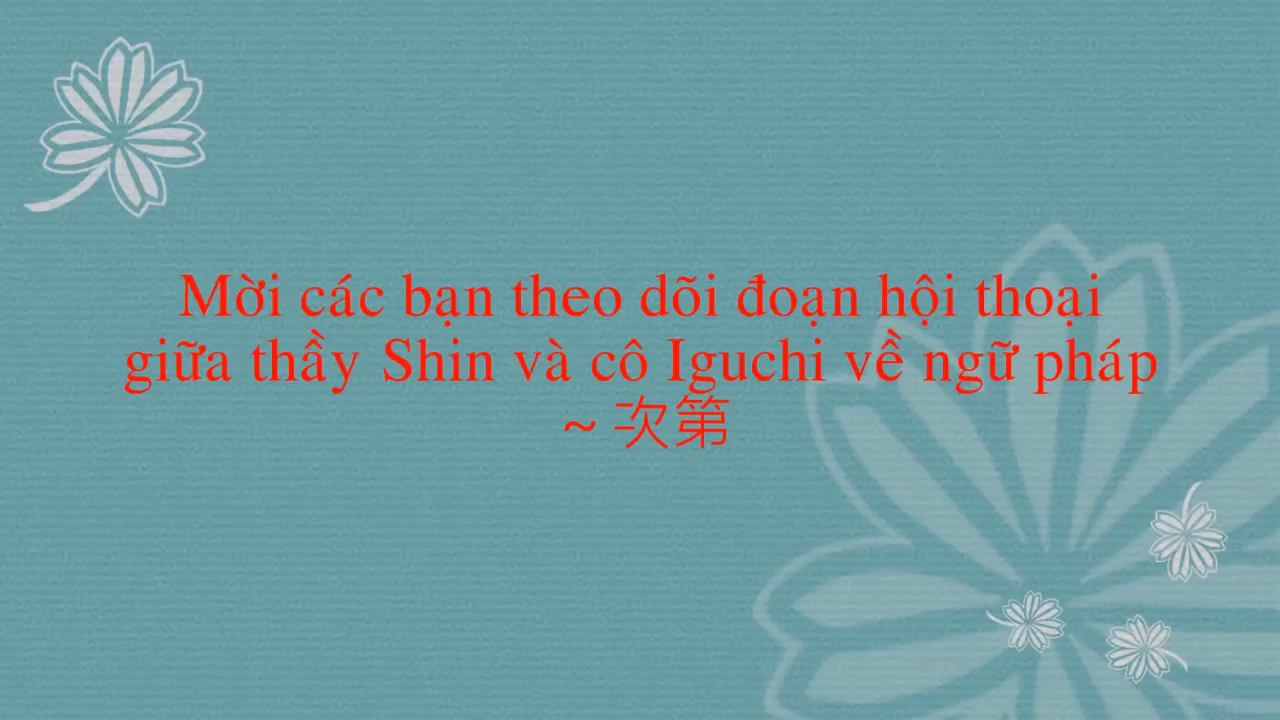 Mời các bạn theo dõi đoạn hội thoại
giữa thầy Shin và cô Iguchi về ngữ pháp
~ 次第